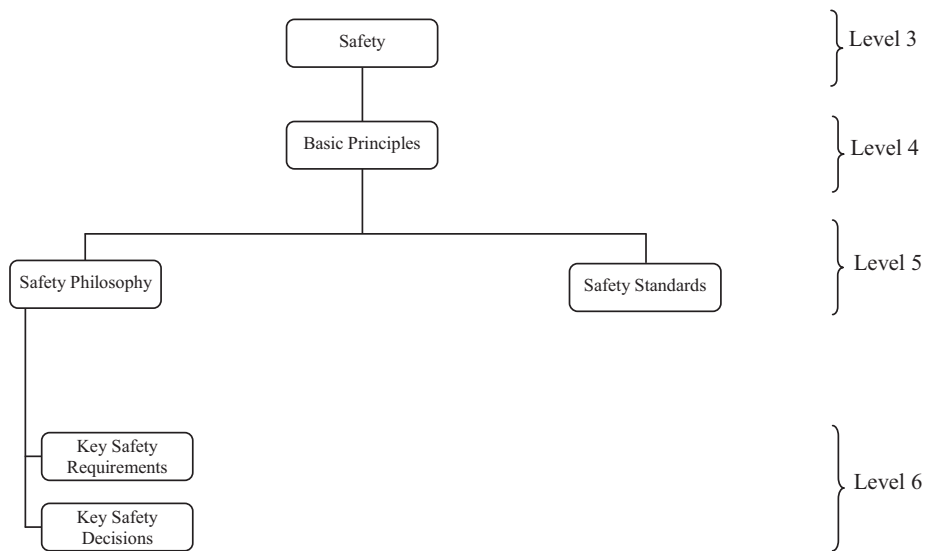 Safety
Level 3
Basic Principles
Level 4
Safety Philosophy
Safety Standards
Level 5
Key Safety
Requirements
Key Safety
Decisions
Level 6